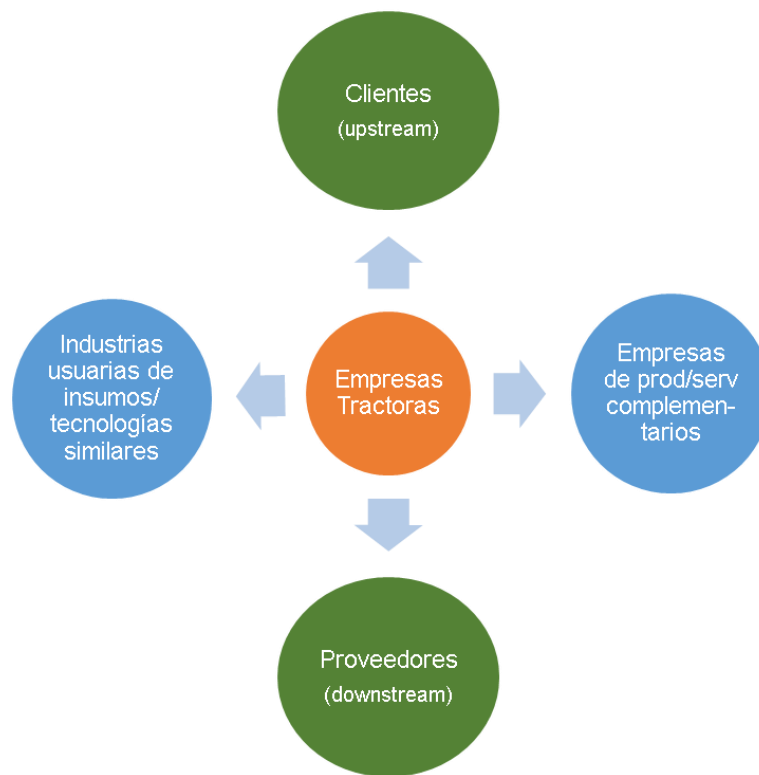 Clientes
(upstream)
Industrias
usuarias de
insumos/
tecnologías
similares
Empresas
Tractoras
Empresas
de prod/serv
complemen-
tarios
Proveedores
(downstream)